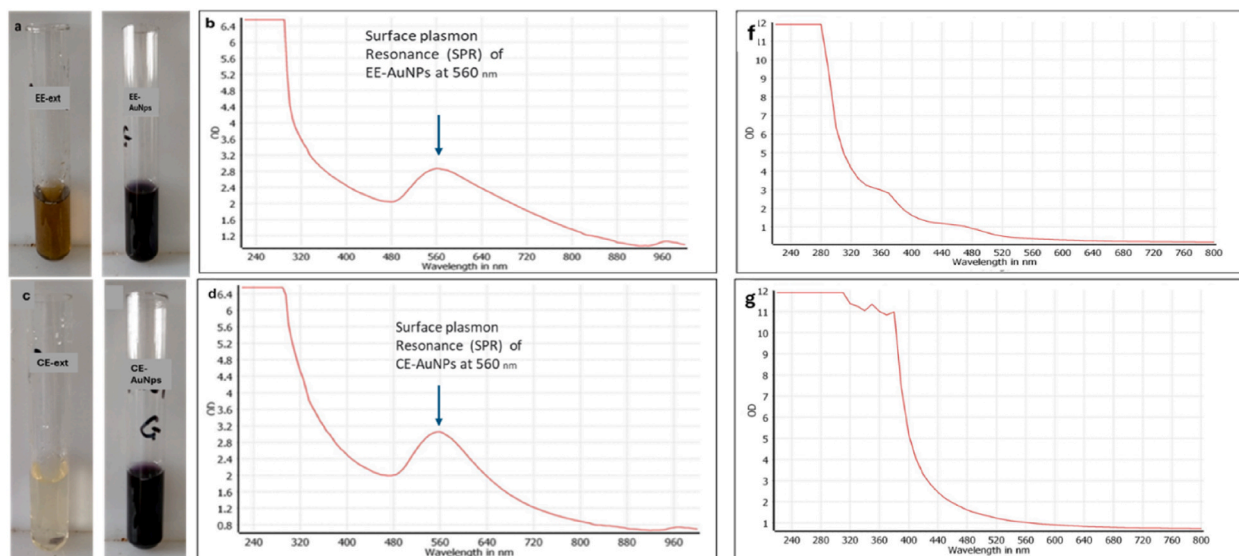 a
EE-ext
EE-
AuNps
b
Surface plasmon
Resonance (SPR) of
EE-AuNPs at 560 nm
OD
6.4
6
5.6
5.2
4.8
4.4
4
3.6
3.2
2.8
2.4
2
1.6
1.2
240 320 400 480 560 640 720 800 880 960
Wavelength in nm
f
OD
12
11
10
9
8
7
6
5
4
3
2
1
240 280 320 360 400 440 480 520 560 600 640 680 720 760 800
Wavelength in nm
c
CE-ext
CE-
AuNps
G
d
Surface plasmon
Resonance (SPR) of
CE-AuNPs at 560 nm
OD
6.4
6
5.6
5.2
4.8
4.4
4
3.6
3.2
2.8
2.4
2
1.6
1.2
0.8
240 320 400 480 560 640 720 800 880 960
Wavelength in nm
g
OD
12
11
10
9
8
7
6
5
4
3
2
1
240 280 320 360 400 440 480 520 560 600 640 680 720 760 800
Wavelength in nm